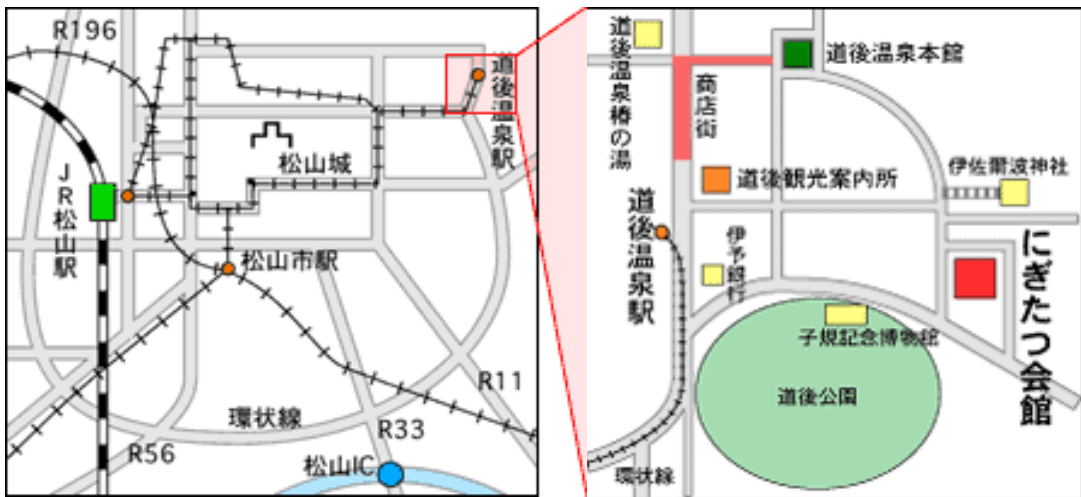 R196
道後温泉駅
松山城
JR松山駅
松山市駅
R11
環状線
R33
R56
松山IC
道後温泉椿の湯
道後温泉本館
商店街
伊佐爾波神社
道後観光案内所
道後温泉駅
伊予銀行
にぎたつ会館
子規記念博物館
道後公園
環状線